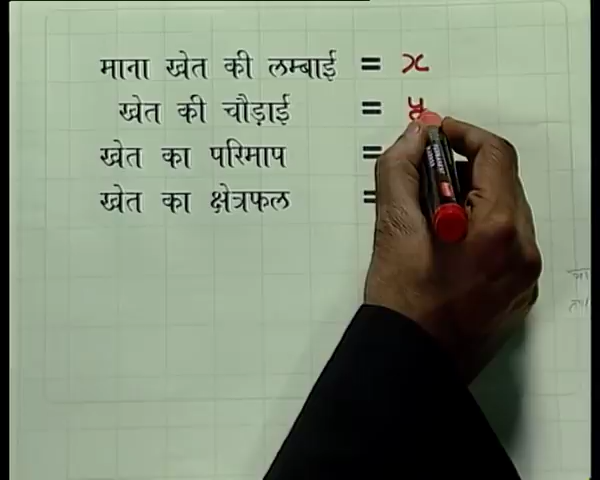 माना खेत की लम्बाई = x
खेत की चौड़ाई = y
खेत का परिमाप =
खेत का क्षेत्रफल =